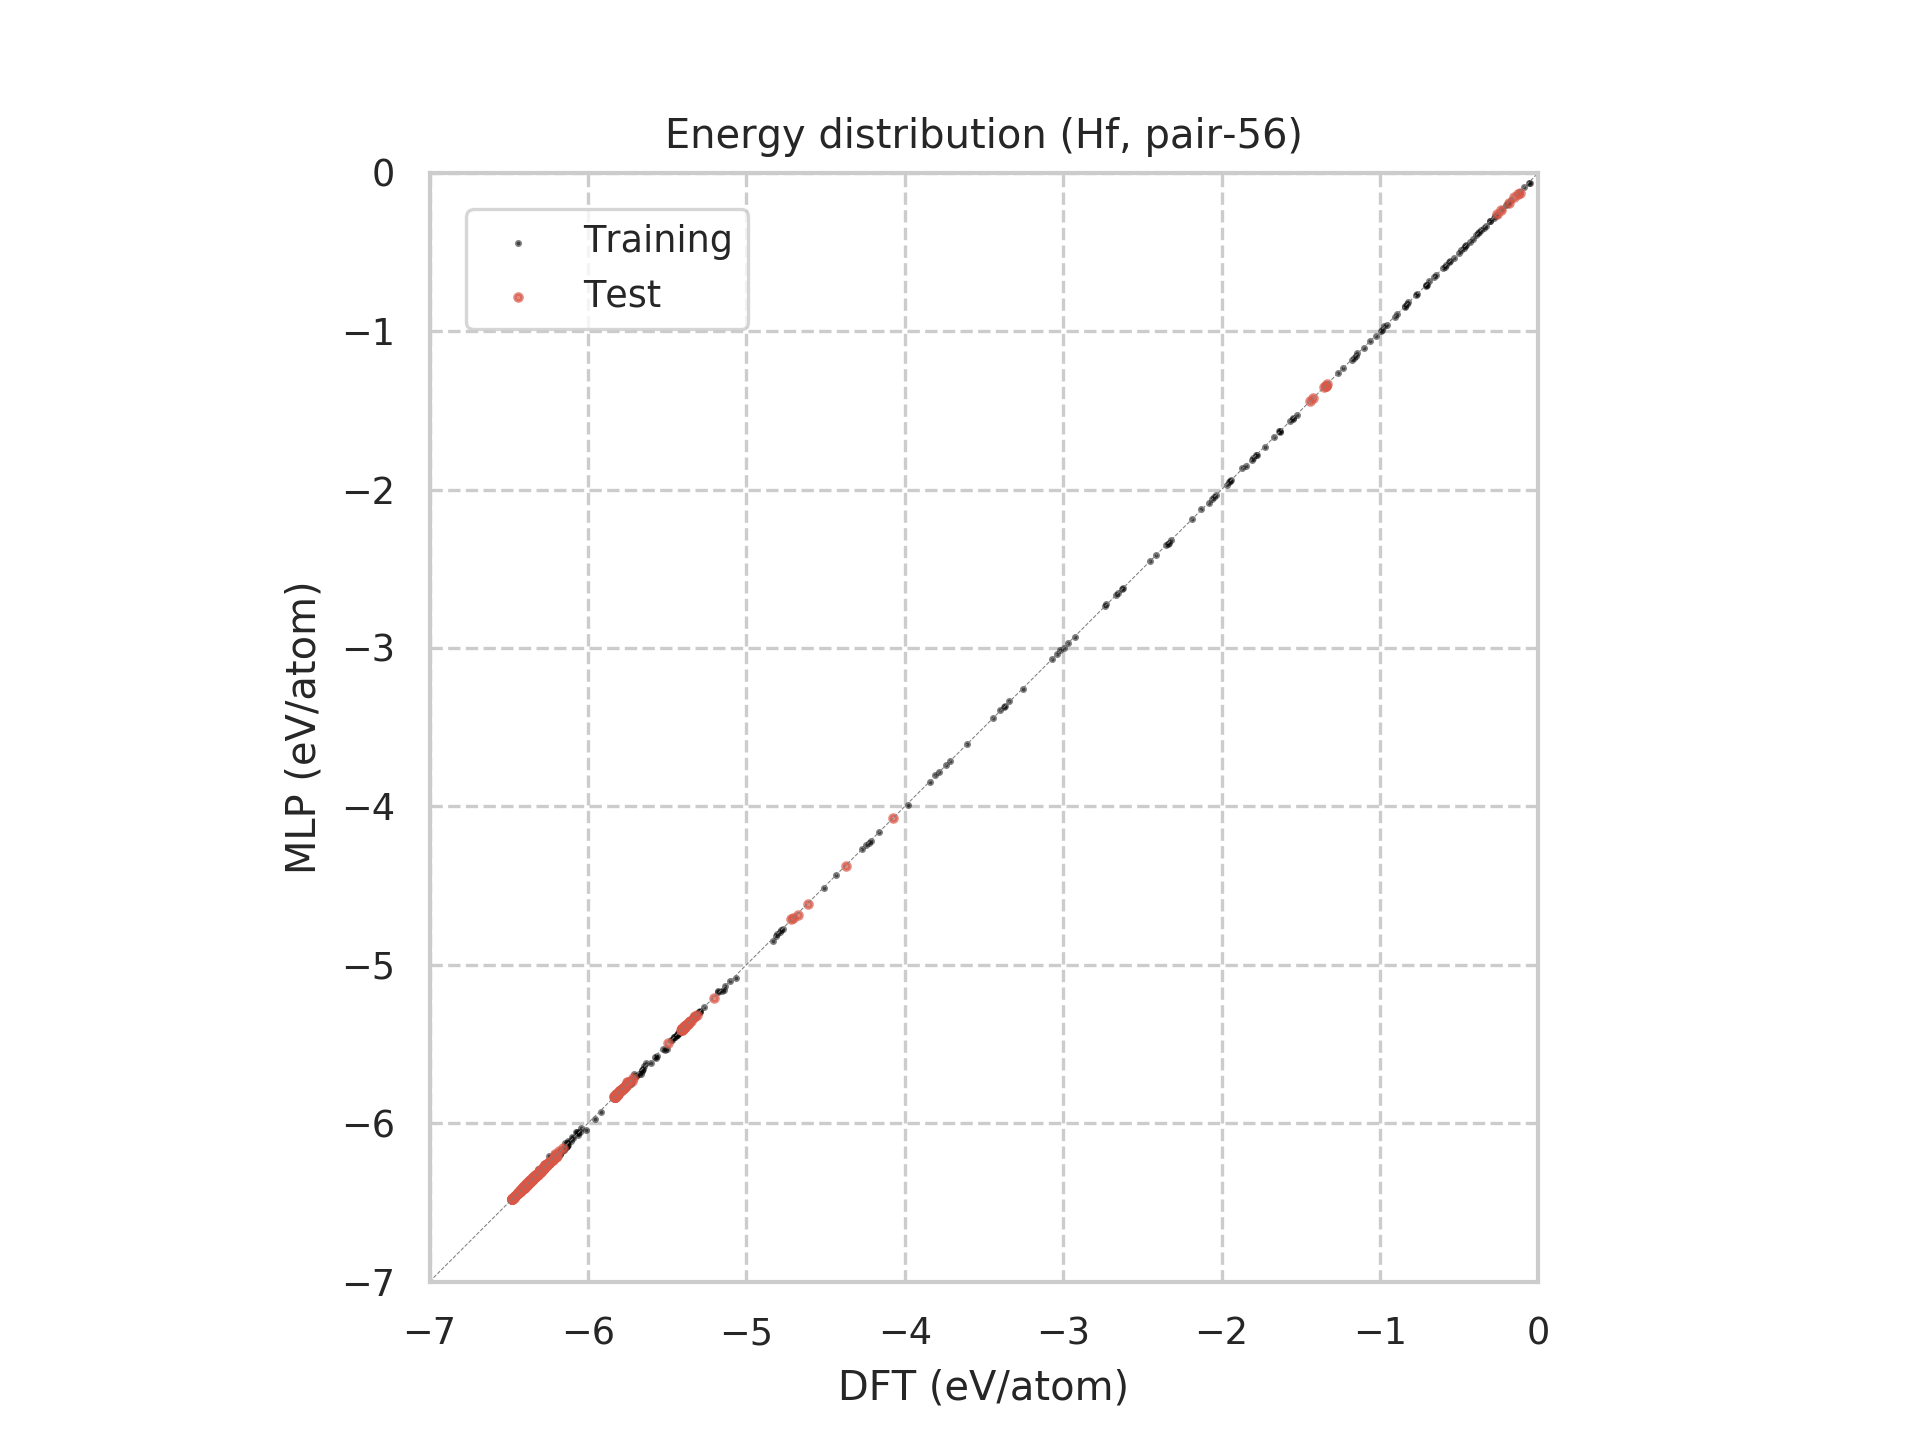 Energy distribution (Hf, pair-56)
0
−1
−2
−3
−4
−5
−6
−7
MLP (eV/atom)
Training
Test
−7 −6 −5 −4 −3 −2 −1 0
DFT (eV/atom)